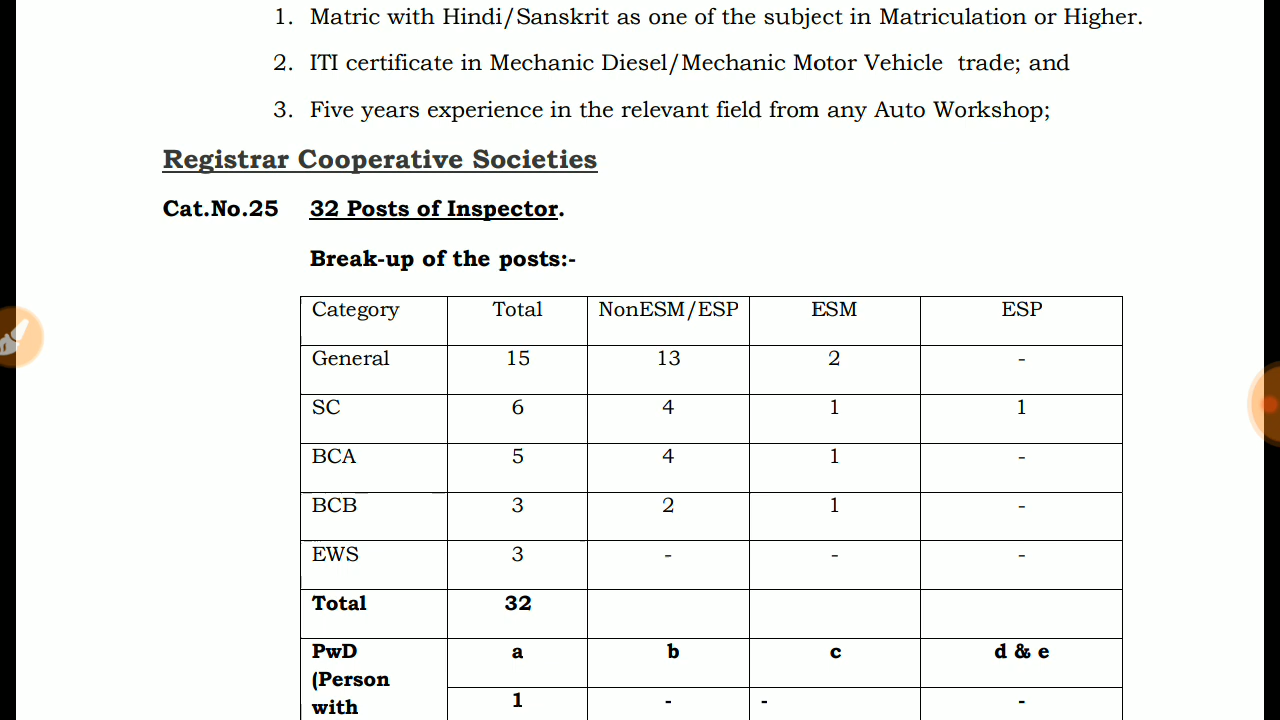 1. Matric with Hindi/Sanskrit as one of the subject in Matriculation or Higher.
2. ITI certificate in Mechanic Diesel/Mechanic Motor Vehicle  trade; and
3. Five years experience in the relevant field from any Auto Workshop;
Registrar Cooperative Societies
Cat.No.25 32 Posts of Inspector.
Break-up of the posts:-
Category Total NonESM/ESP ESM ESP
General 15 13 2 -
SC 6 4 1 1
BCA 5 4 1 -
BCB 3 2 1 -
EWS 3 - - -
Total 32
PwD a b c d & e
(Person
with 1 - - -